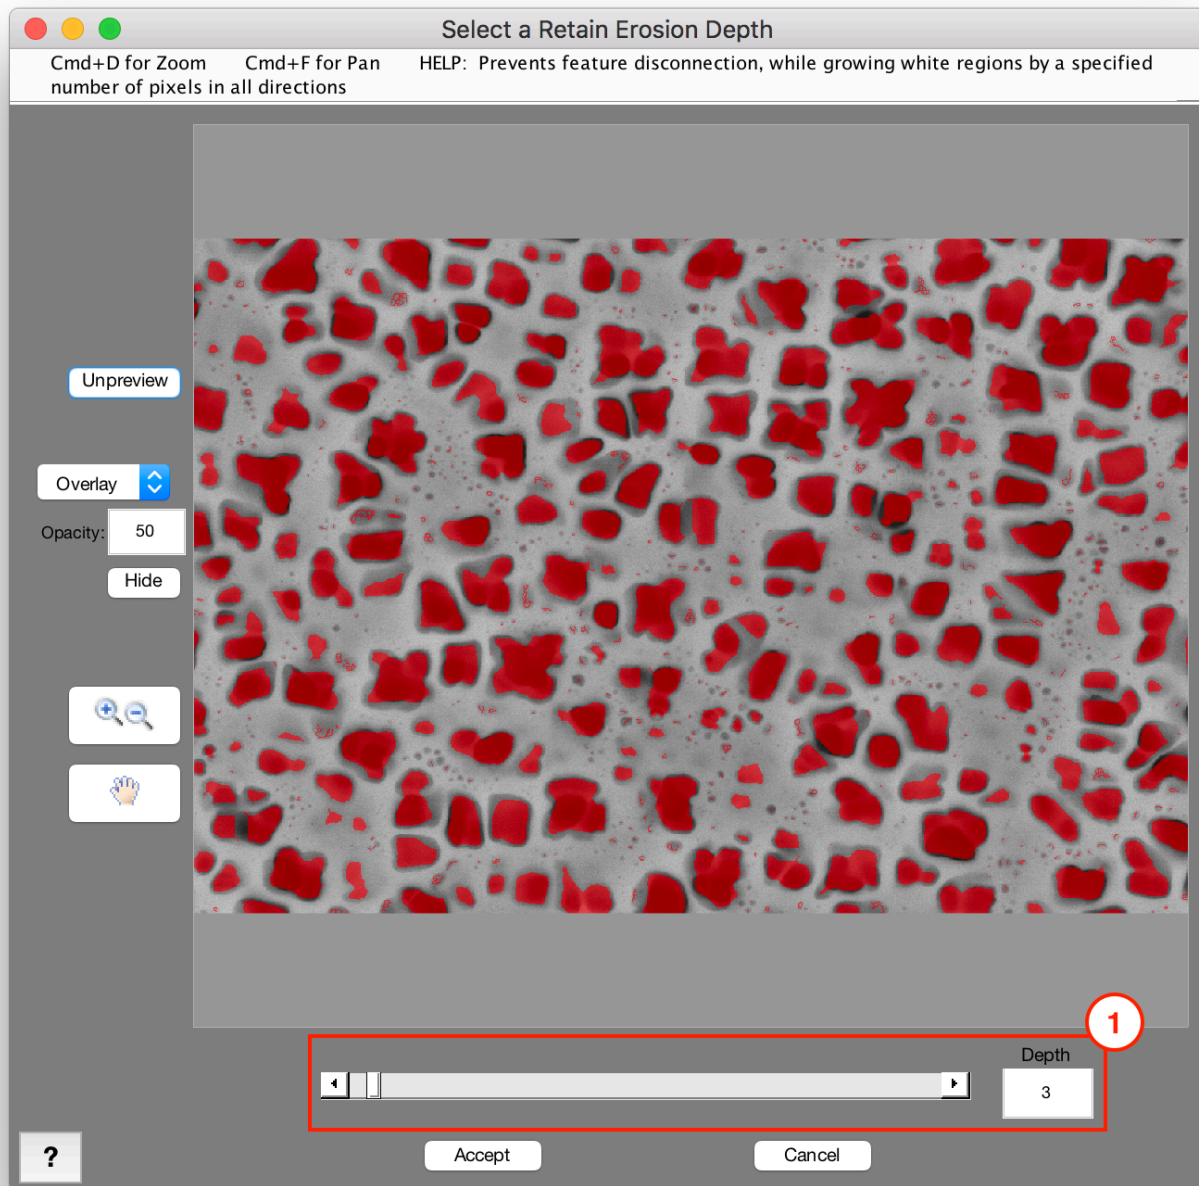 Select a Retain Erosion Depth
Cmd+D for Zoom Cmd+F for Pan HELP: Prevents feature disconnection, while growing white regions by a specified
number of pixels in all directions
Unpreview
Overlay
Opacity: 50
Hide
1
Depth
3
?
Accept Cancel